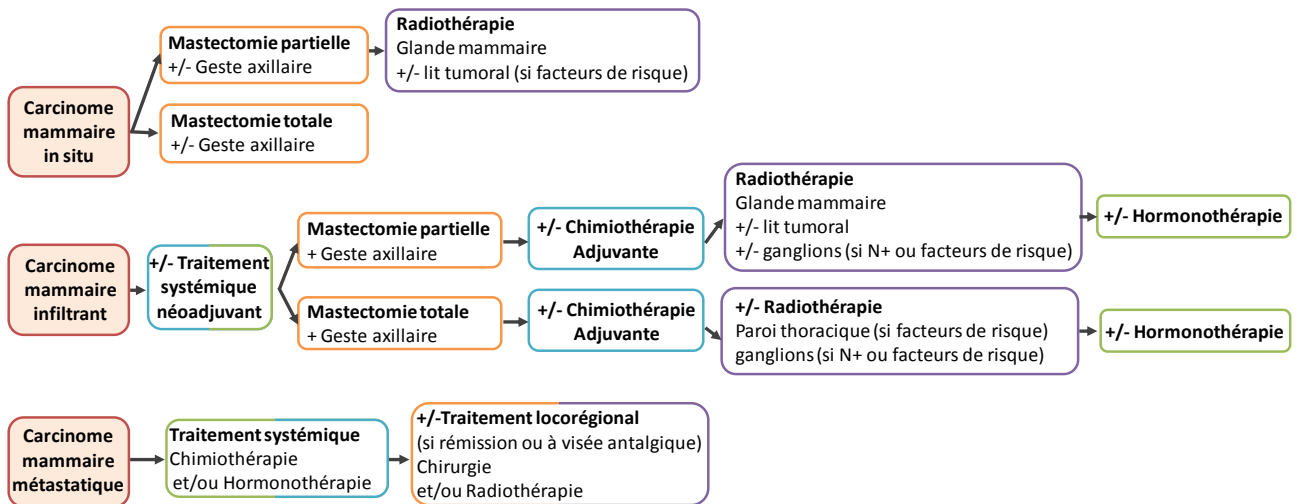 Carcinome
mammaire
in situ
Mastectomie partielle
+/- Geste axillaire
Radiothérapie
Glande mammaire
+/- lit tumoral (si facteurs de risque)
Mastectomie totale
+/- Geste axillaire
Carcinome
mammaire
infiltrant
+/- Traitement
systémique
néoadjuvant
Mastectomie partielle
+ Geste axillaire
+/- Chimiothérapie
Adjuvante
Radiothérapie
Glande mammaire
+/- lit tumoral
+/- ganglions (si N+ ou facteurs de risque)
+/- Hormonothérapie
Mastectomie totale
+ Geste axillaire
+/- Chimiothérapie
Adjuvante
+/- Radiothérapie
Paroi thoracique (si facteurs de risque)
ganglions (si N+ ou facteurs de risque)
+/- Hormonothérapie
Carcinome
mammaire
métastatique
Traitement systémique
Chimiothérapie
et/ou Hormonothérapie
+/-Traitement locorégional
(si rémission ou à visée antalgique)
Chirurgie
et/ou Radiothérapie